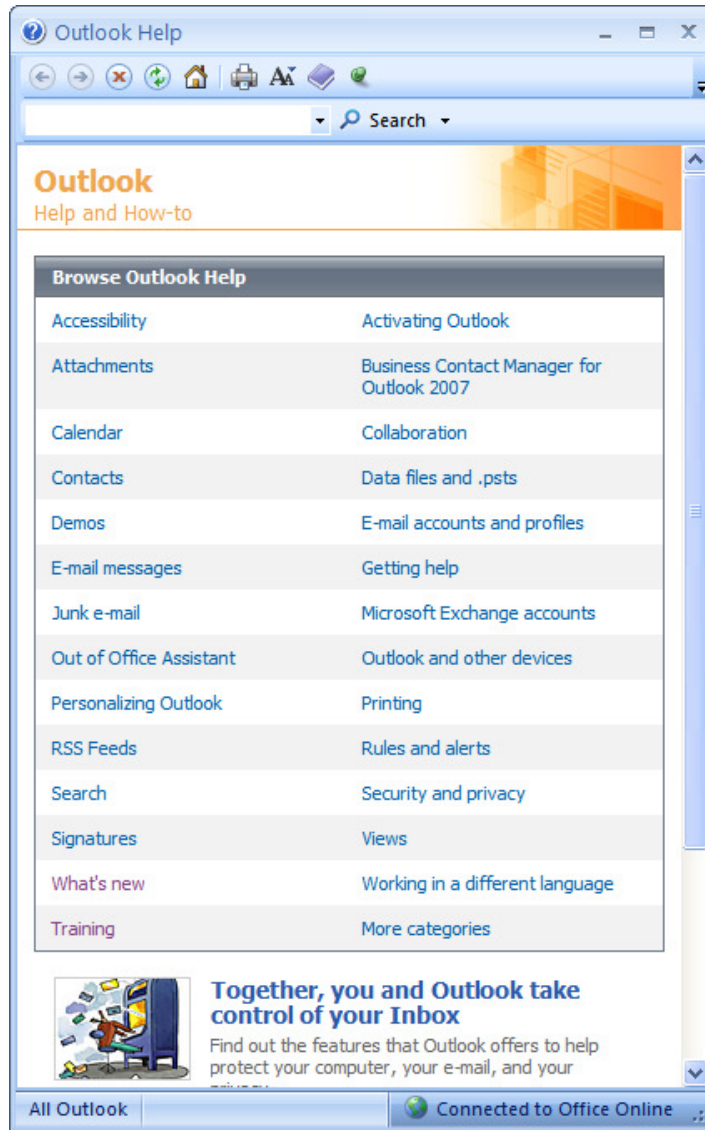 Outlook Help
Search
Outlook
Help and How-to
Browse Outlook Help
Accessibility
Activating Outlook
Attachments
Business Contact Manager for
Outlook 2007
Calendar
Collaboration
Contacts
Data files and .psts
Demos
E-mail accounts and profiles
E-mail messages
Getting help
Junk e-mail
Microsoft Exchange accounts
Out of Office Assistant
Outlook and other devices
Personalizing Outlook
Printing
RSS Feeds
Rules and alerts
Search
Security and privacy
Signatures
Views
What's new
Working in a different language
Training
More categories
Together, you and Outlook take
control of your Inbox
Find out the features that Outlook offers to help
protect your computer, your e-mail, and your
All Outlook
Connected to Office Online